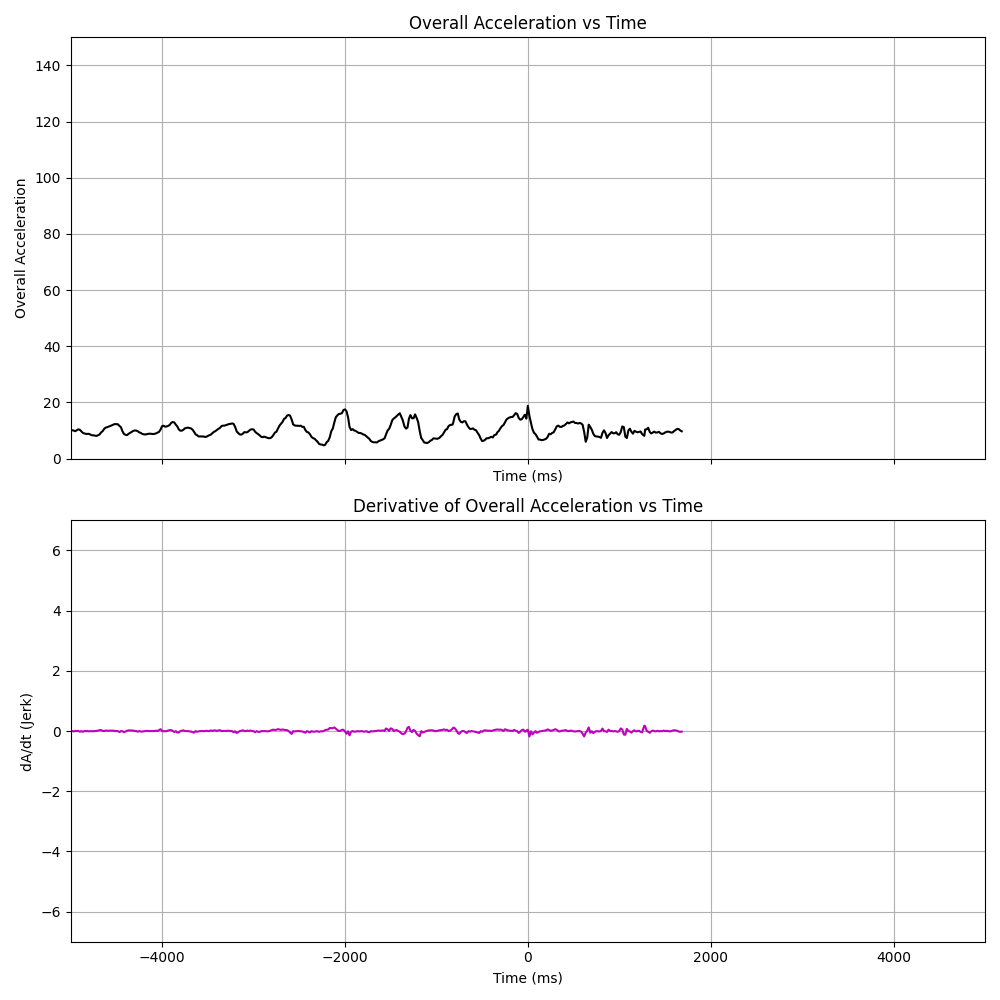 Overall Acceleration vs Time
140
120
100
80
60
40
20
0
Overall Acceleration
Time (ms)
Derivative of Overall Acceleration vs Time
6
4
2
0
−2
−4
−6
dA/dt (Jerk)
−4000 −2000 0 2000 4000
Time (ms)